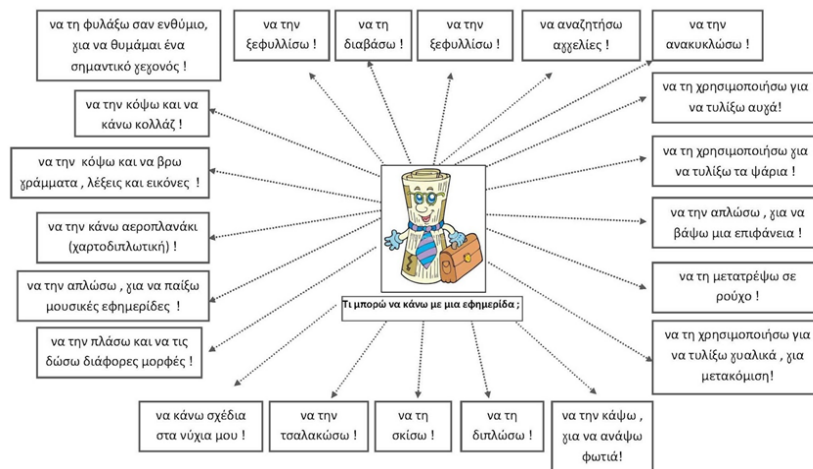 να τη φυλάξω σαν ενθύμιο,
για να θυμάμαι ένα
σημαντικό γεγονός !
να την
ξεφυλλίσω !
να τη
διαβάσω !
να την
ξεφυλλίσω !
να αναζητήσω
αγγελίες !
να την
ανακυκλώσω !
να την κόψω και να
κάνω κολλάζ !
να τη χρησιμοποιήσω για
να τυλίξω αυγά!
να την κόψω και να βρω
γράμματα , λέξεις και εικόνες !
να τη χρησιμοποιήσω για
να τυλίξω τα ψάρια !
να την κάνω αεροπλανάκι
(χαρτοδιπλωτική) !
να την απλώσω , για να
βάψω μια επιφάνεια !
να την απλώσω , για να παίξω
μουσικές εφημερίδες !
να τη μετατρέψω σε
ρούχο !
Τι μπορώ να κάνω με μια εφημερίδα ;
να την πλάσω και να τις
δώσω διάφορες μορφές !
να τη χρησιμοποιήσω για
να τυλίξω γυαλικά , για
μετακόμιση!
να κάνω σχέδια
στα νύχια μου !
να την
τσαλακώσω !
να τη
σκίσω !
να τη
διπλώσω !
να την κάψω ,
για να ανάψω
φωτιά!